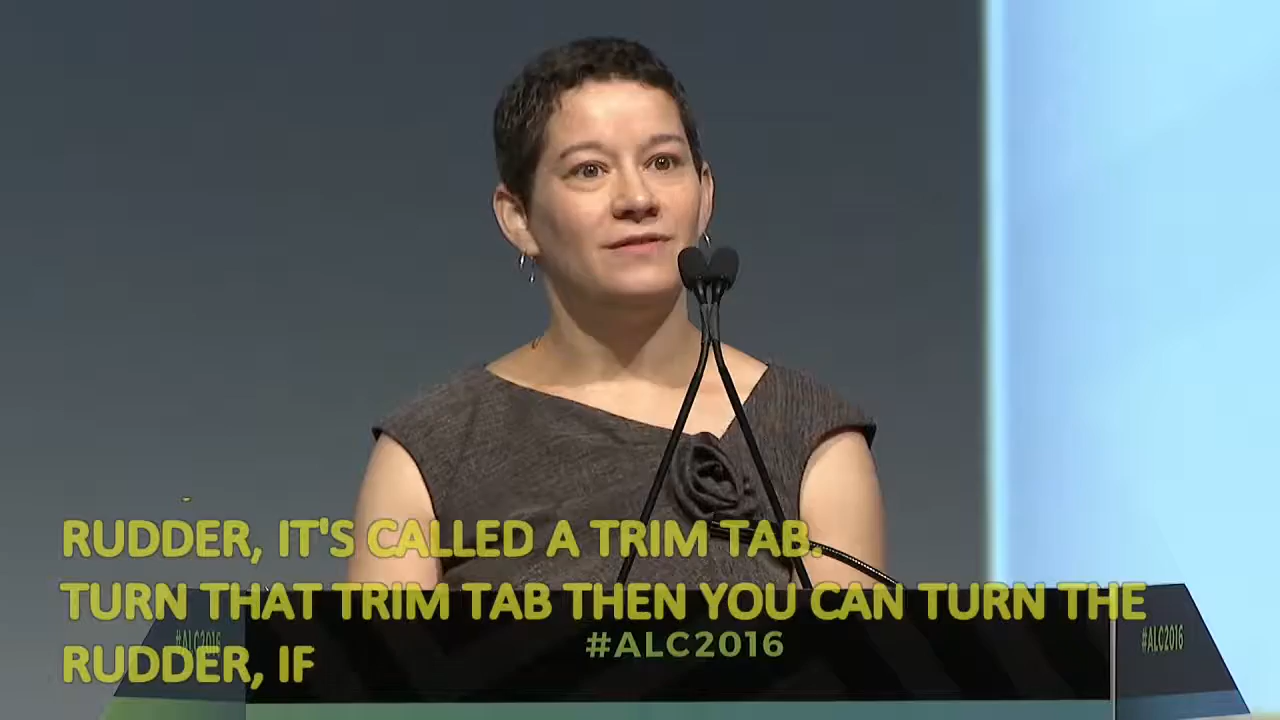 RUDDER, IT'S CALLED A TRIM TAB.
TURN THAT TRIM TAB THEN YOU CAN TURN THE
RUDDER, IF
#ALC2016
#ALC2016
#ALC2016